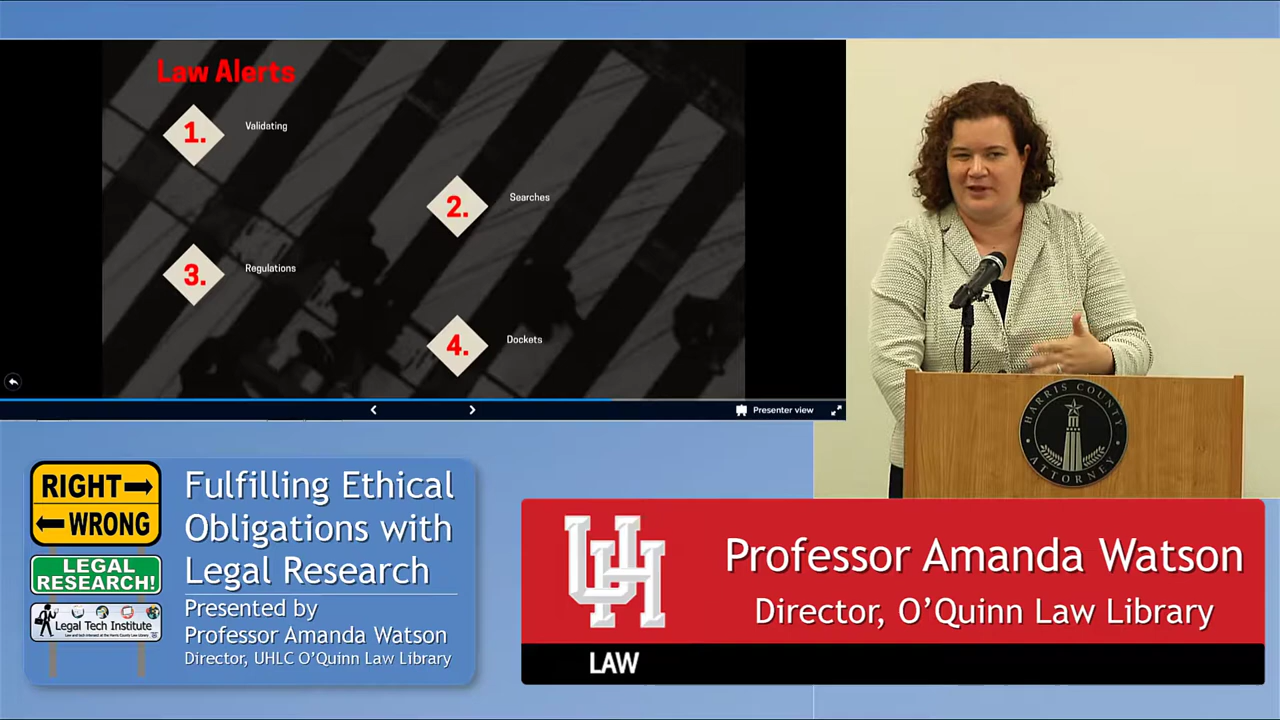 Law Alerts
1.
Validating
2.
Searches
3.
Regulations
4.
Dockets
Presenter view
HARRIS COUNTY
ATTORNEY
RIGHT
WRONG
LEGAL
RESEARCH!
Legal Tech Institute
Fulfilling Ethical
Obligations with
Legal Research
Presented by
Professor Amanda Watson
Director, UHLC O'Quinn Law Library
UH
LAW
Professor Amanda Watson
Director, O'Quinn Law Library